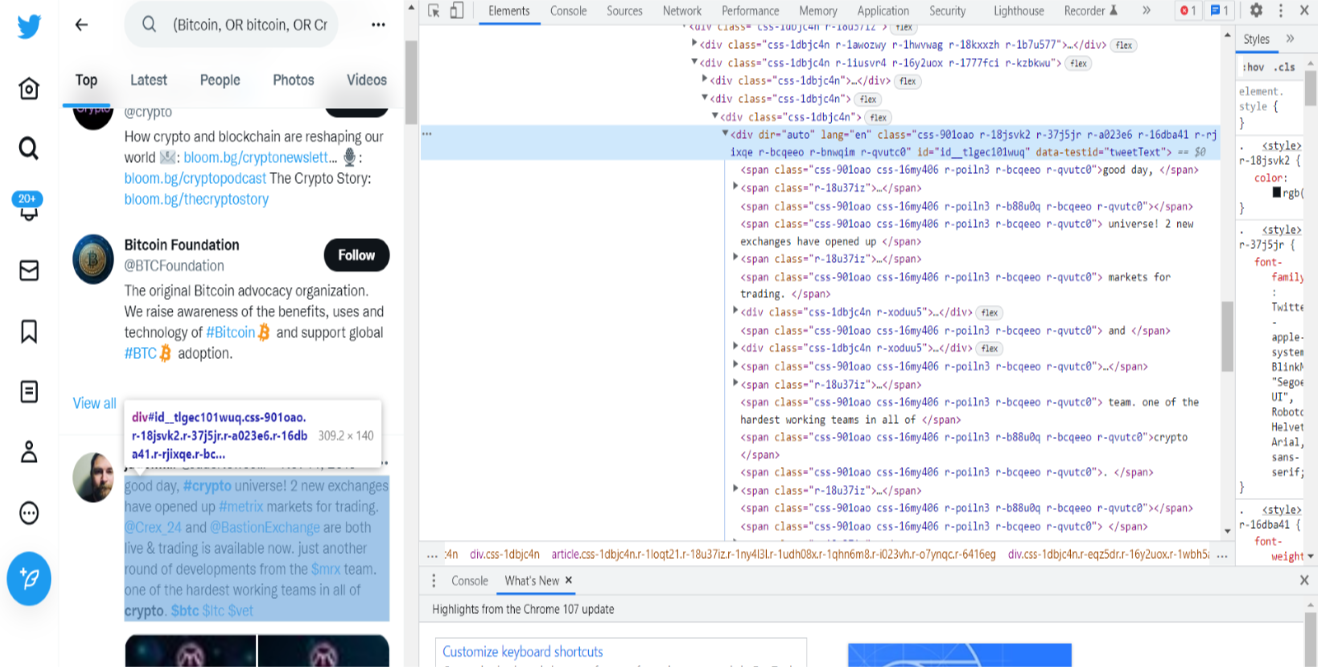 (Bitcoin, OR bitcoin, OR Cr
Top Latest People Photos Videos
20+
@crypto
How crypto and blockchain are reshaping our
world : bloom.bg/cryptonewslett… :
bloom.bg/cryptopodcast The Crypto Story:
bloom.bg/thecryptostory
Bitcoin Foundation
@BTCFoundation
Follow
The original Bitcoin advocacy organization.
We raise awareness of the benefits, uses and
technology of #Bitcoin and support global
#BTC adoption.
View all
div#id__tlgec101wuq.css-901oao.
r-18jsvk2.r-37j5jr.r-a023e6.r-16db
a41.r-rjixqe.r-bc...
309.2 × 140
good day, #crypto universe! 2 new exchanges
have opened up #metrix markets for trading.
@Crex_24 and @BastionExchange are both
live & trading is available now. just another
round of developments from the $mrx team.
one of the hardest working teams in all of
crypto. $btc $ltc $vet
Elements Console Sources Network Performance Memory Application Security Lighthouse Recorder » 1 1
<div class="css-1dbjc4n r-1awozwy r-1hwvwag r-18kxxzh r-1b7u577">…</div> flex
<div class="css-1dbjc4n r-1iusvr4 r-16y2uox r-1777fci r-kzbkwu"> flex
<div class="css-1dbjc4n">…</div> flex
<div class="css-1dbjc4n"> flex
<div class="css-1dbjc4n"> flex
<div dir="auto" lang="en" class="css-901oao r-18jsvk2 r-37j5jr r-a023e6 r-16dba41 r-rj
ixqe r-bcqeeo r-bnwqim r-qvutc0" id="id__tlgec101wuq" data-testid="tweetText"> == $0
<span class="css-901oao css-16my406 r-poiln3 r-bcqeeo r-qvutc0">good day, </span>
<span class="r-18u37iz">…</span>
<span class="css-901oao css-16my406 r-poiln3 r-b88u0q r-bcqeeo r-qvutc0"></span>
<span class="css-901oao css-16my406 r-poiln3 r-bcqeeo r-qvutc0"> universe! 2 new
exchanges have opened up </span>
<span class="r-18u37iz">…</span>
<span class="css-901oao css-16my406 r-poiln3 r-bcqeeo r-qvutc0"> markets for
trading. </span>
<div class="css-1dbjc4n r-xoduu5">…</div> flex
<span class="css-901oao css-16my406 r-poiln3 r-bcqeeo r-qvutc0"> and </span>
<div class="css-1dbjc4n r-xoduu5">…</div> flex
<span class="css-901oao css-16my406 r-poiln3 r-bcqeeo r-qvutc0">…</span>
<span class="r-18u37iz">…</span>
<span class="css-901oao css-16my406 r-poiln3 r-bcqeeo r-qvutc0"> team. one of the
hardest working teams in all of </span>
<span class="css-901oao css-16my406 r-poiln3 r-b88u0q r-bcqeeo r-qvutc0">crypto
</span>
<span class="css-901oao css-16my406 r-poiln3 r-bcqeeo r-qvutc0">. </span>
<span class="r-18u37iz">…</span>
<span class="css-901oao css-16my406 r-poiln3 r-b88u0q r-bcqeeo r-qvutc0"></span>
<span class="css-901oao css-16my406 r-poiln3 r-bcqeeo r-qvutc0"> </span>
… :4n div.css-1dbjc4n article.css-1dbjc4n.r-1loqt21.r-18u37iz.r-1ny4l3l.r-1udh08x.r-1qhn6m8.r-i023vh.r-o7ynqc.r-6416eg div.css-1dbjc4n.r-eqz5dr.r-16y2uox.r-1wbh5a …
Styles »
:hov .cls
element.
style {
}
. <style>
r-18jsvk2 {
color:
rgb(
}
. <style>
r-37j5jr {
font-
family
:
Twitte
-
apple-
system
BlinkM
"Segoe
UI",
Roboto
Helvet
Arial,
sans-
serif;
}
. <style>
r-16dba41 {
font-
weight
Console What's New ×
Highlights from the Chrome 107 update
Customize keyboard shortcuts